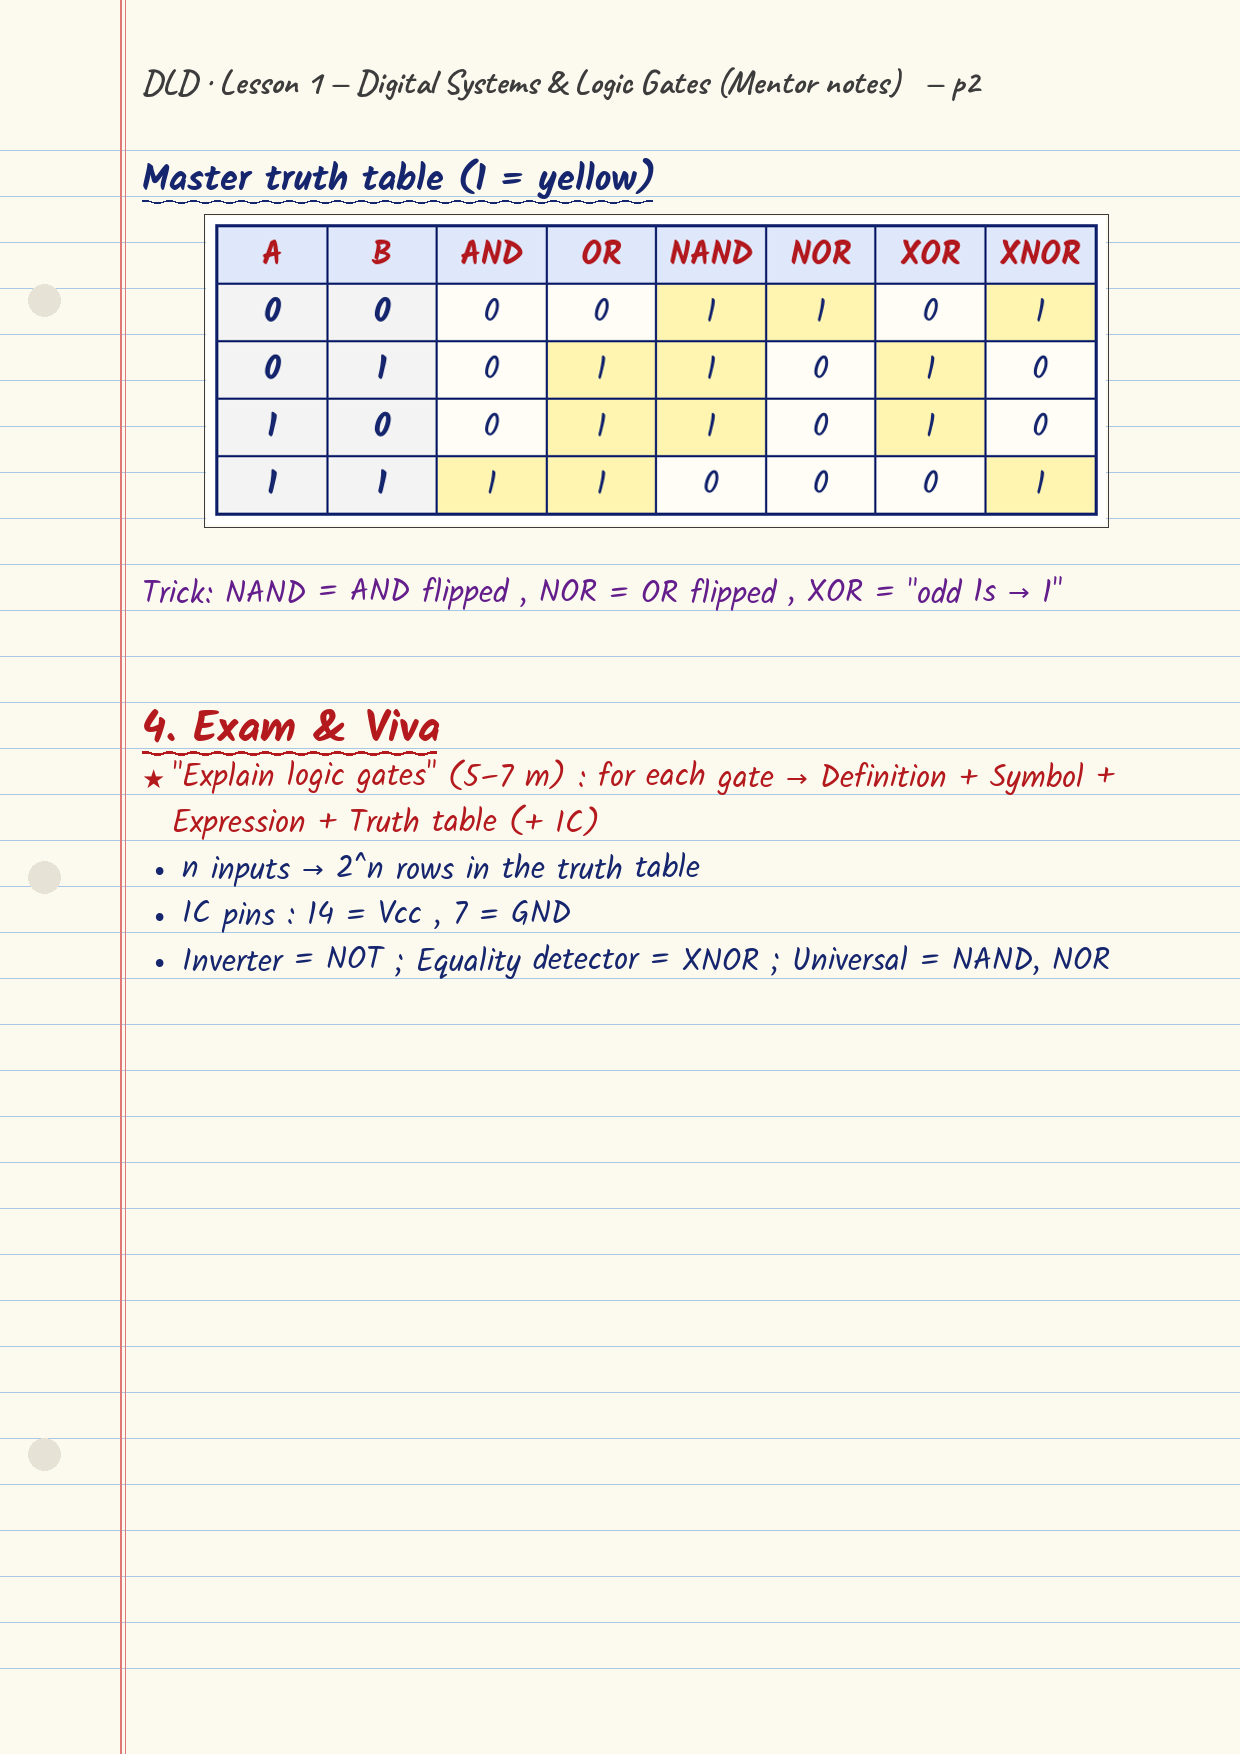 DLD · Lesson 1 – Digital Systems & Logic Gates (Mentor notes) – p2
Master truth table (1 = yellow)
A B AND OR NAND NOR XOR XNOR
0 0 0 0 1 1 0 1
0 1 0 1 1 0 1 0
1 0 0 1 1 0 1 0
1 1 1 1 0 0 0 1
Trick: NAND = AND flipped , NOR = OR flipped , XOR = "odd 1s → 1"
4. Exam & Viva
★ "Explain logic gates" (5–7 m) : for each gate → Definition + Symbol +
Expression + Truth table (+ IC)
• n inputs → 2^n rows in the truth table
• IC pins : 14 = Vcc , 7 = GND
• Inverter = NOT ; Equality detector = XNOR ; Universal = NAND, NOR